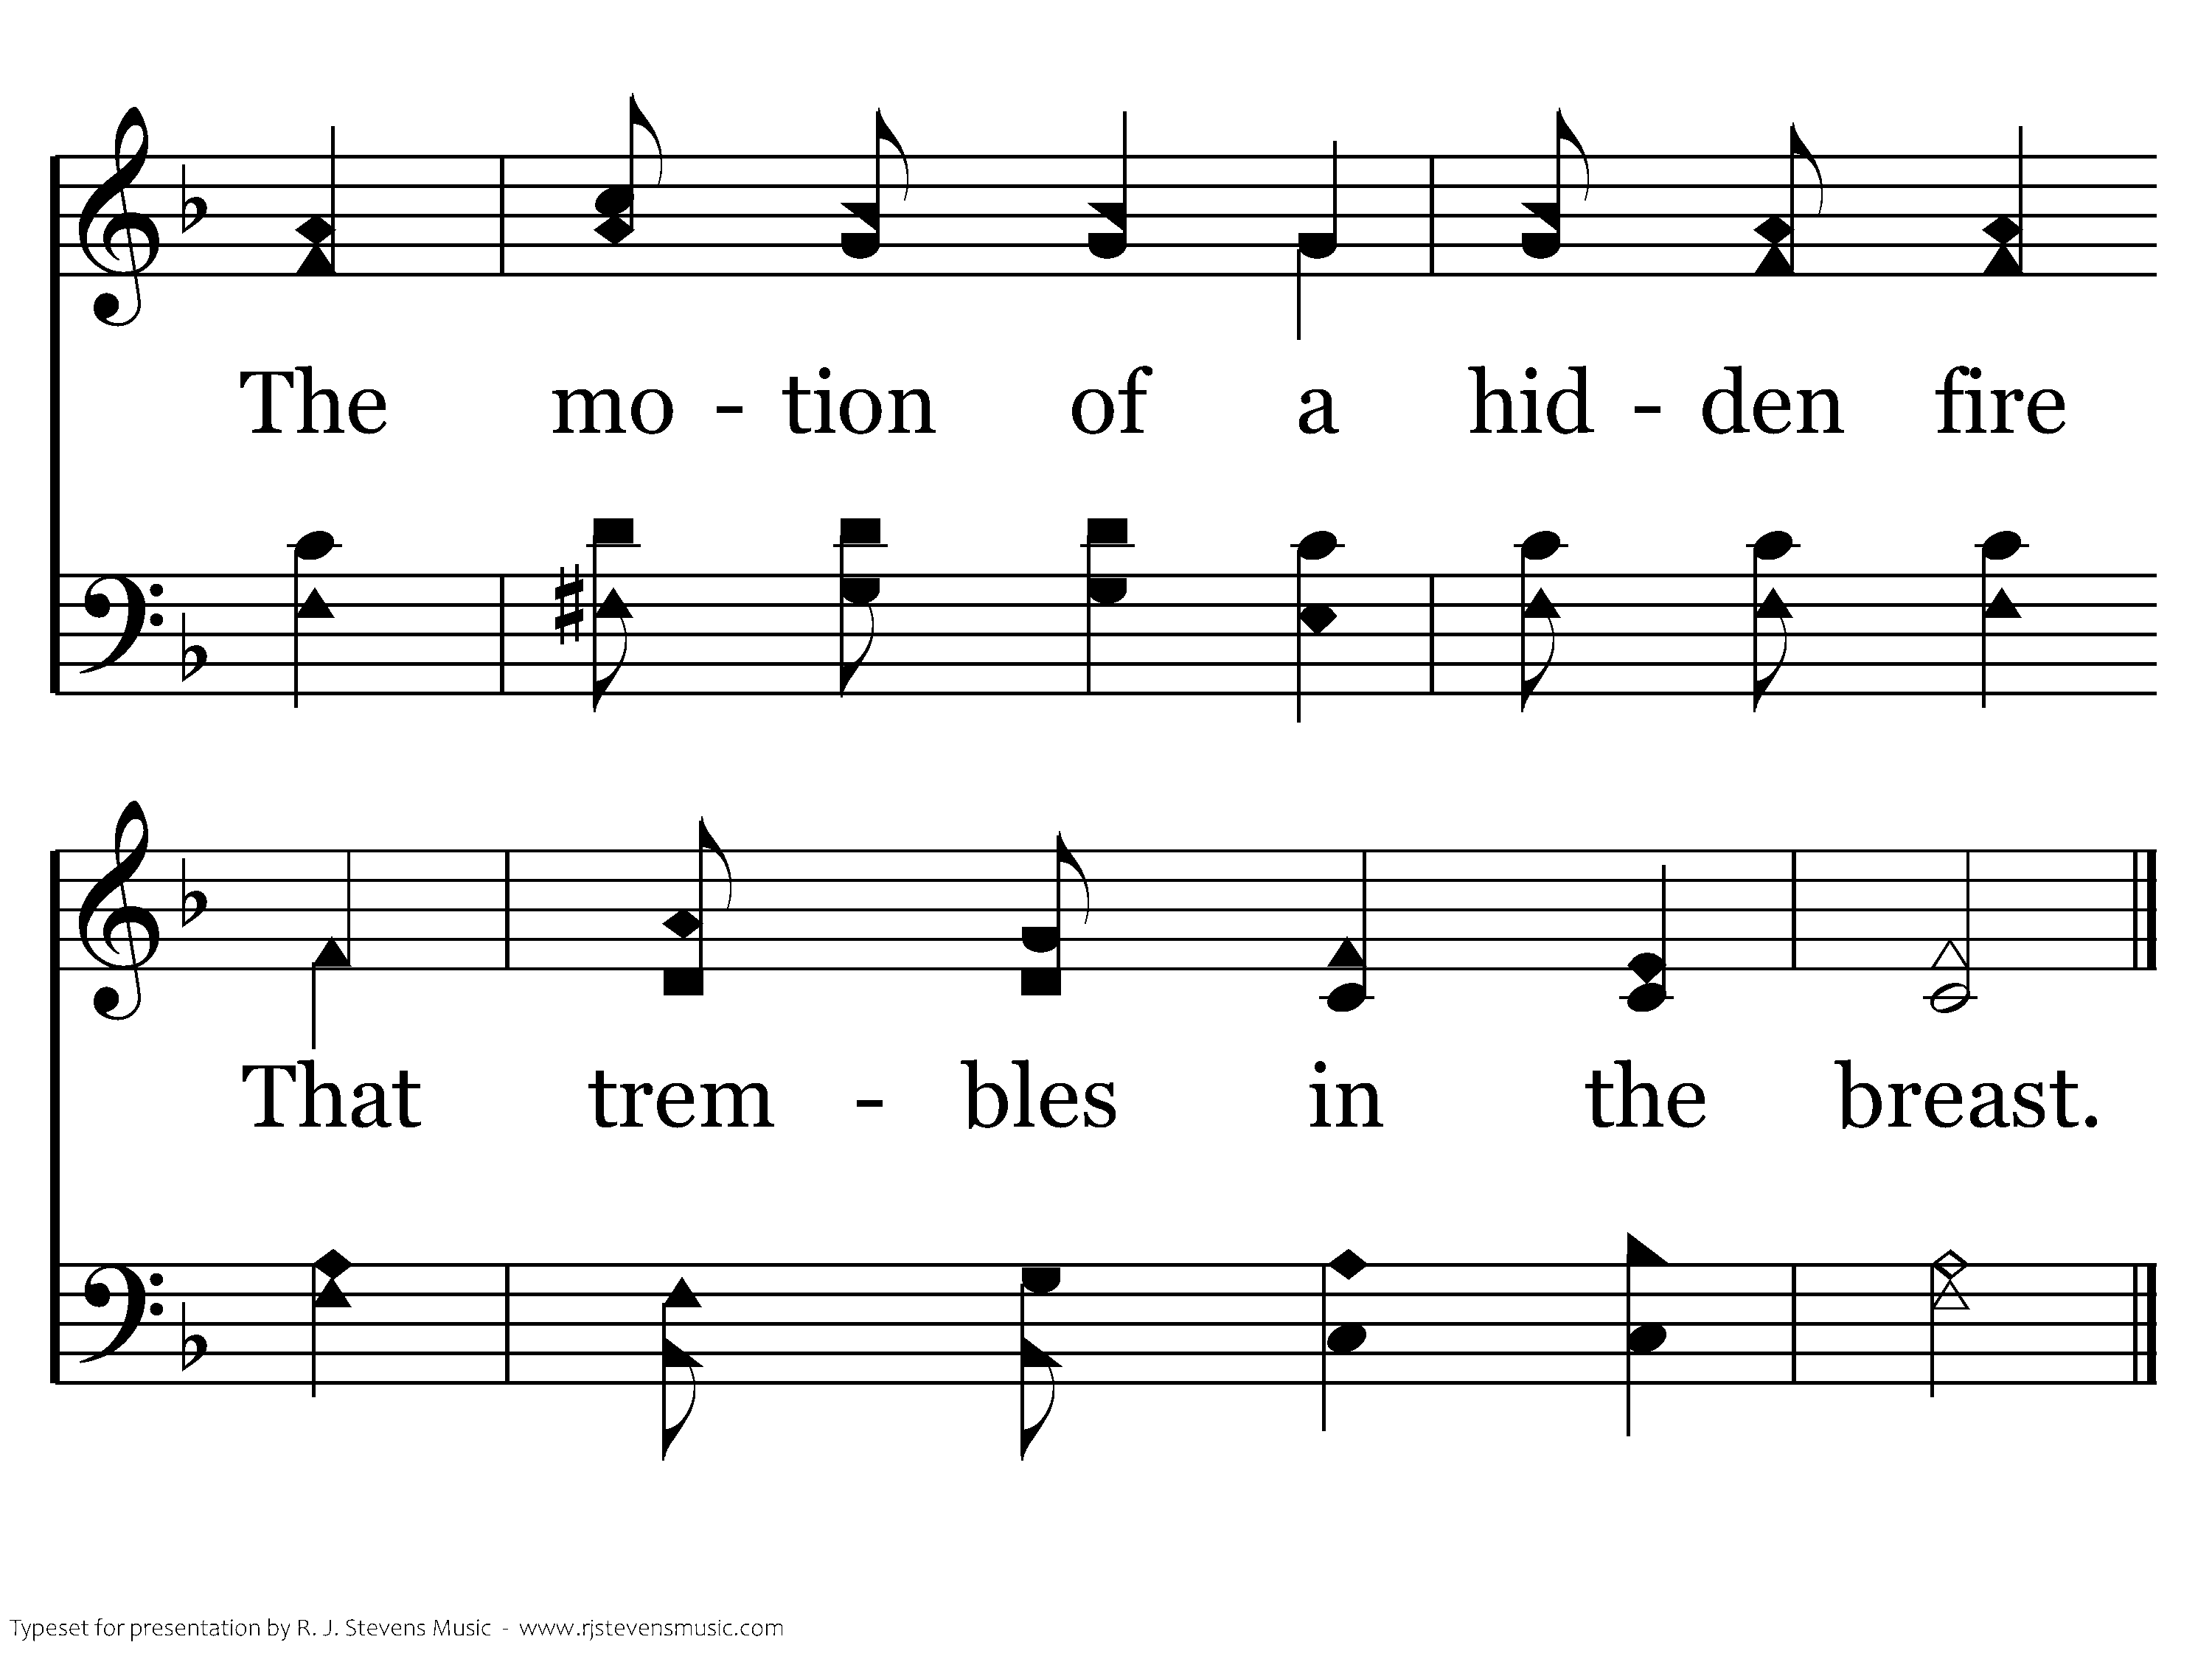 The mo - tion of a hid - den fire
That trem - bles in the breast.
Typeset for presentation by R. J. Stevens Music - www.rjstevensmusic.com